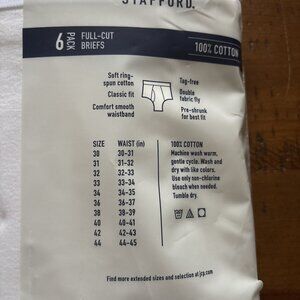 STAFFORD.
6 PACK FULL-CUT BRIEFS
100% COTTON
Soft ring-
spun cotton
Classic fit
Comfort smooth
waistband
Tag-free
Double
fabric fly
Pre-shrunk
for best fit
SIZE WAIST (in)
30 30-31
31 31-32
32 32-33
33 33-34
34 34-35
36 36-37
38 38-39
40 40-41
42 42-43
44 44-45
100% COTTON
Machine wash warm,
gentle cycle. Wash and
dry with like colors.
Use only non-chlorine
bleach when needed.
Tumble dry.
Find more extended sizes and selection at jcp.com